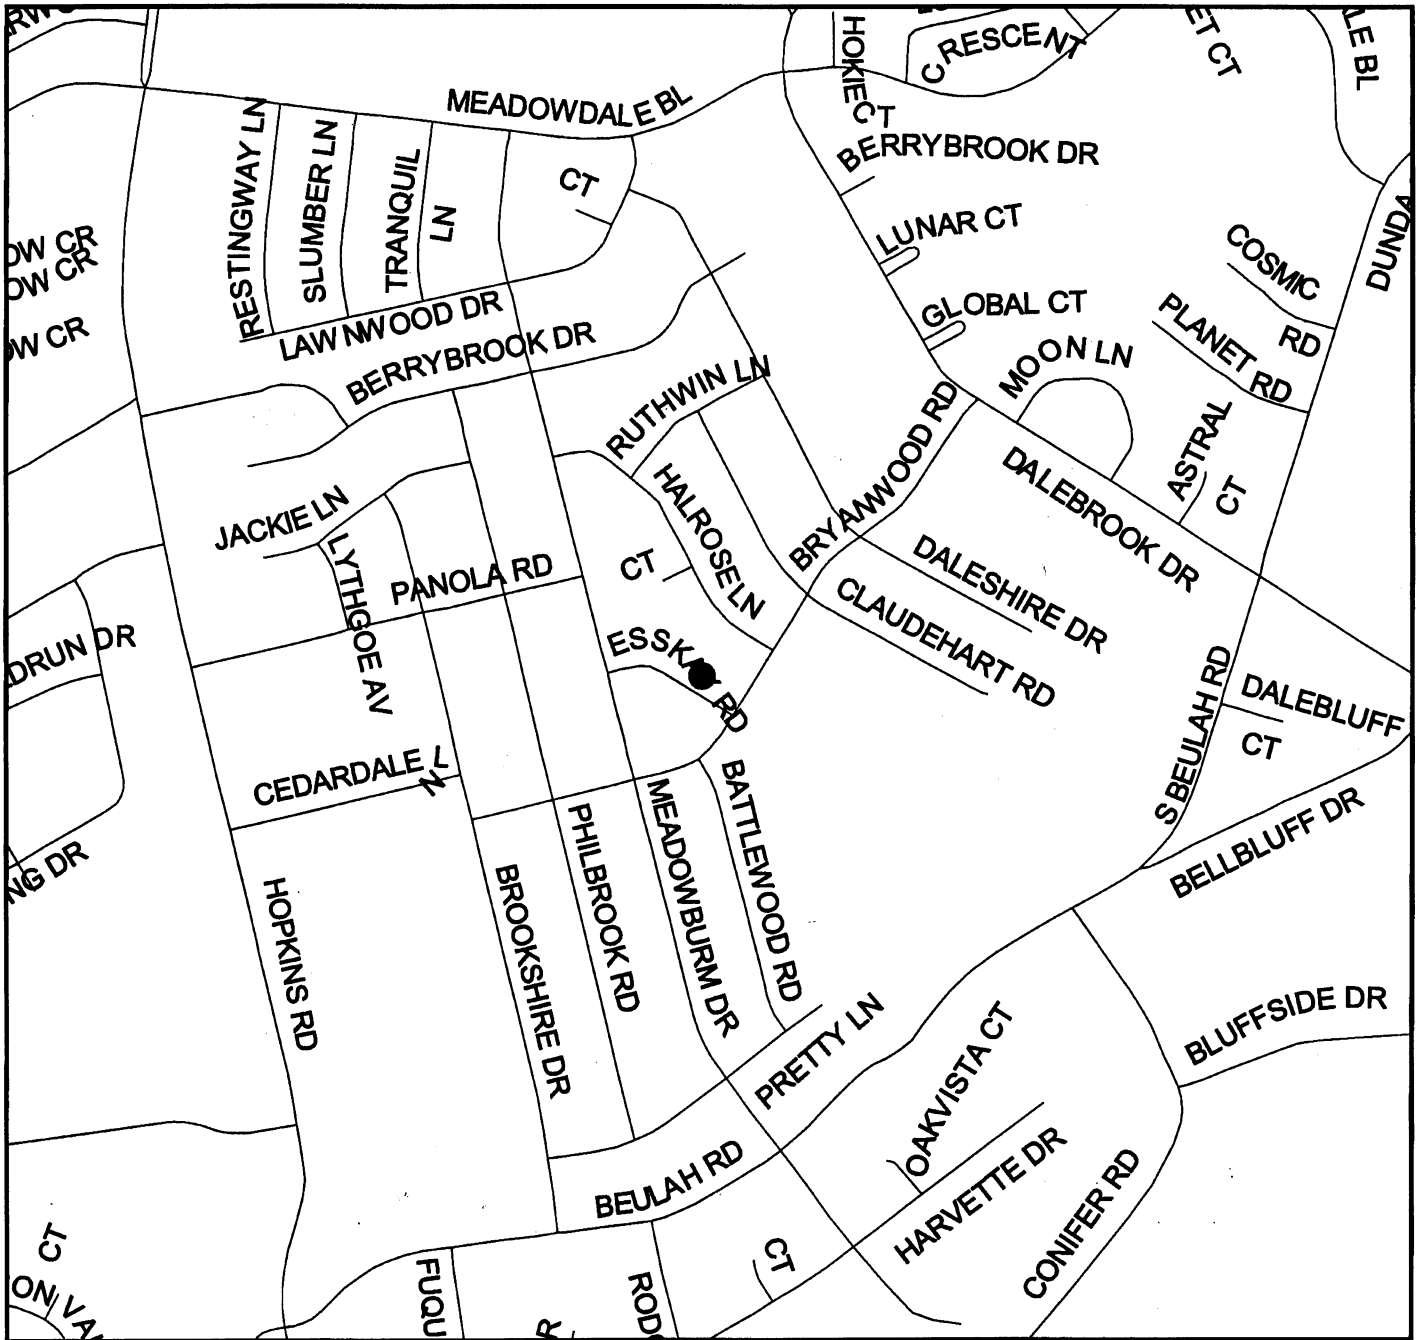 HOKIE CT
CRESCENT
ET CT
LE BL
MEADOWDALE BL
RESTINGWAY LN
SLUMBER LN
TRANQUIL
LN
CT
BERRYBROOK DR
LUNAR CT
COSMIC
RD
DUNDA
OW CR
OW CR
OW CR
LAWNWOOD DR
BERRYBROOK DR
GLOBAL CT
MOON LN
PLANET
RD
RUTHWIN LN
BRYANWOOD RD
ASTRAL
CT
DALEBROOK DR
JACKIE LN
LYTHGOE AV
PANOLA RD
CT
HALROSE LN
DALESHIRE DR
CLAUDEHART RD
DRUN DR
RD
S BEULAH RD
DALEBLUFF
CT
CEDARDALE L
N
BATTLEWOOD RD
MEADOWBURM DR
PHILBROOK RD
BROOKSHIRE DR
BELLBLUFF DR
NG DR
HOPKINS RD
PRETTY LN
OAKVISTA CT
BLUFFSIDE DR
BEULAH RD
HARVETTE DR
CONIFER RD
CT
ON VA
FUQU
R
ROD
CT